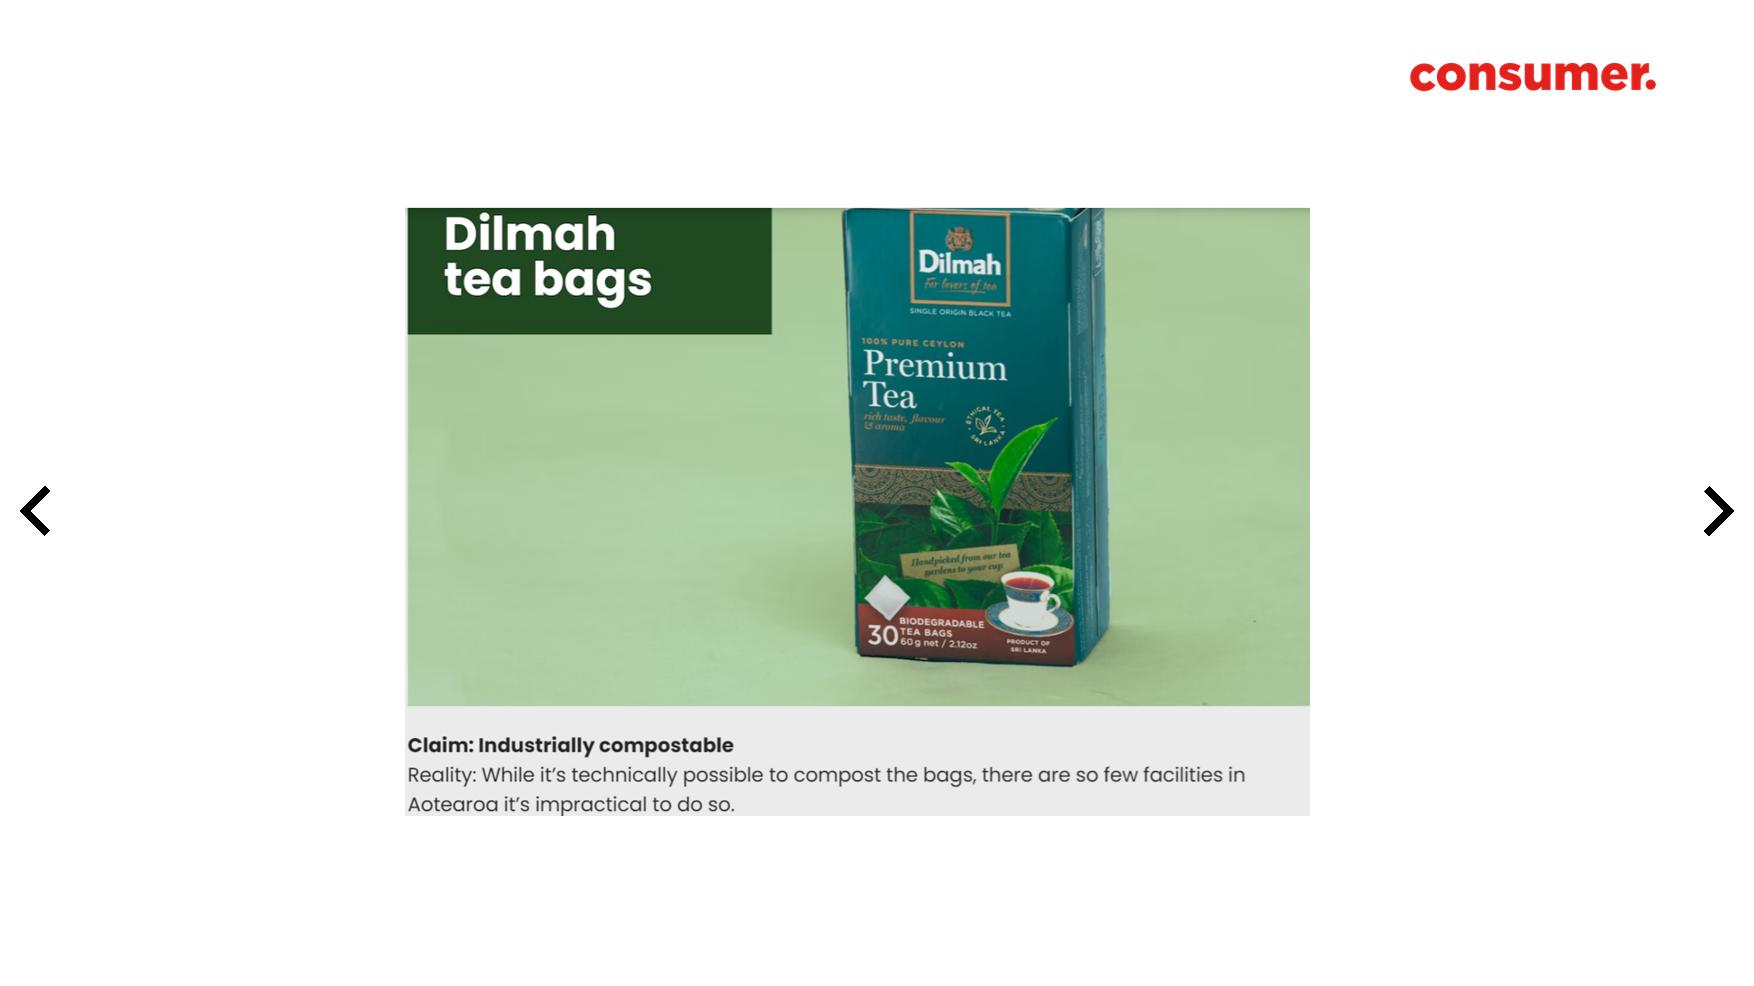 consumer.
Dilmah
tea bags
Dilmah
For lovers of tea
SINGLE ORIGIN BLACK TEA
100% PURE CEYLON
Premium
Tea
rich taste, flavour
& aroma
ETHICAL TEA
SRI LANKA
Handpicked from our tea
gardens to your cup
BIODEGRADABLE
30 TEA BAGS
60g net / 2.12oz
PRODUCT OF
SRI LANKA
Claim: Industrially compostable
Reality: While it’s technically possible to compost the bags, there are so few facilities in
Aotearoa it’s impractical to do so.